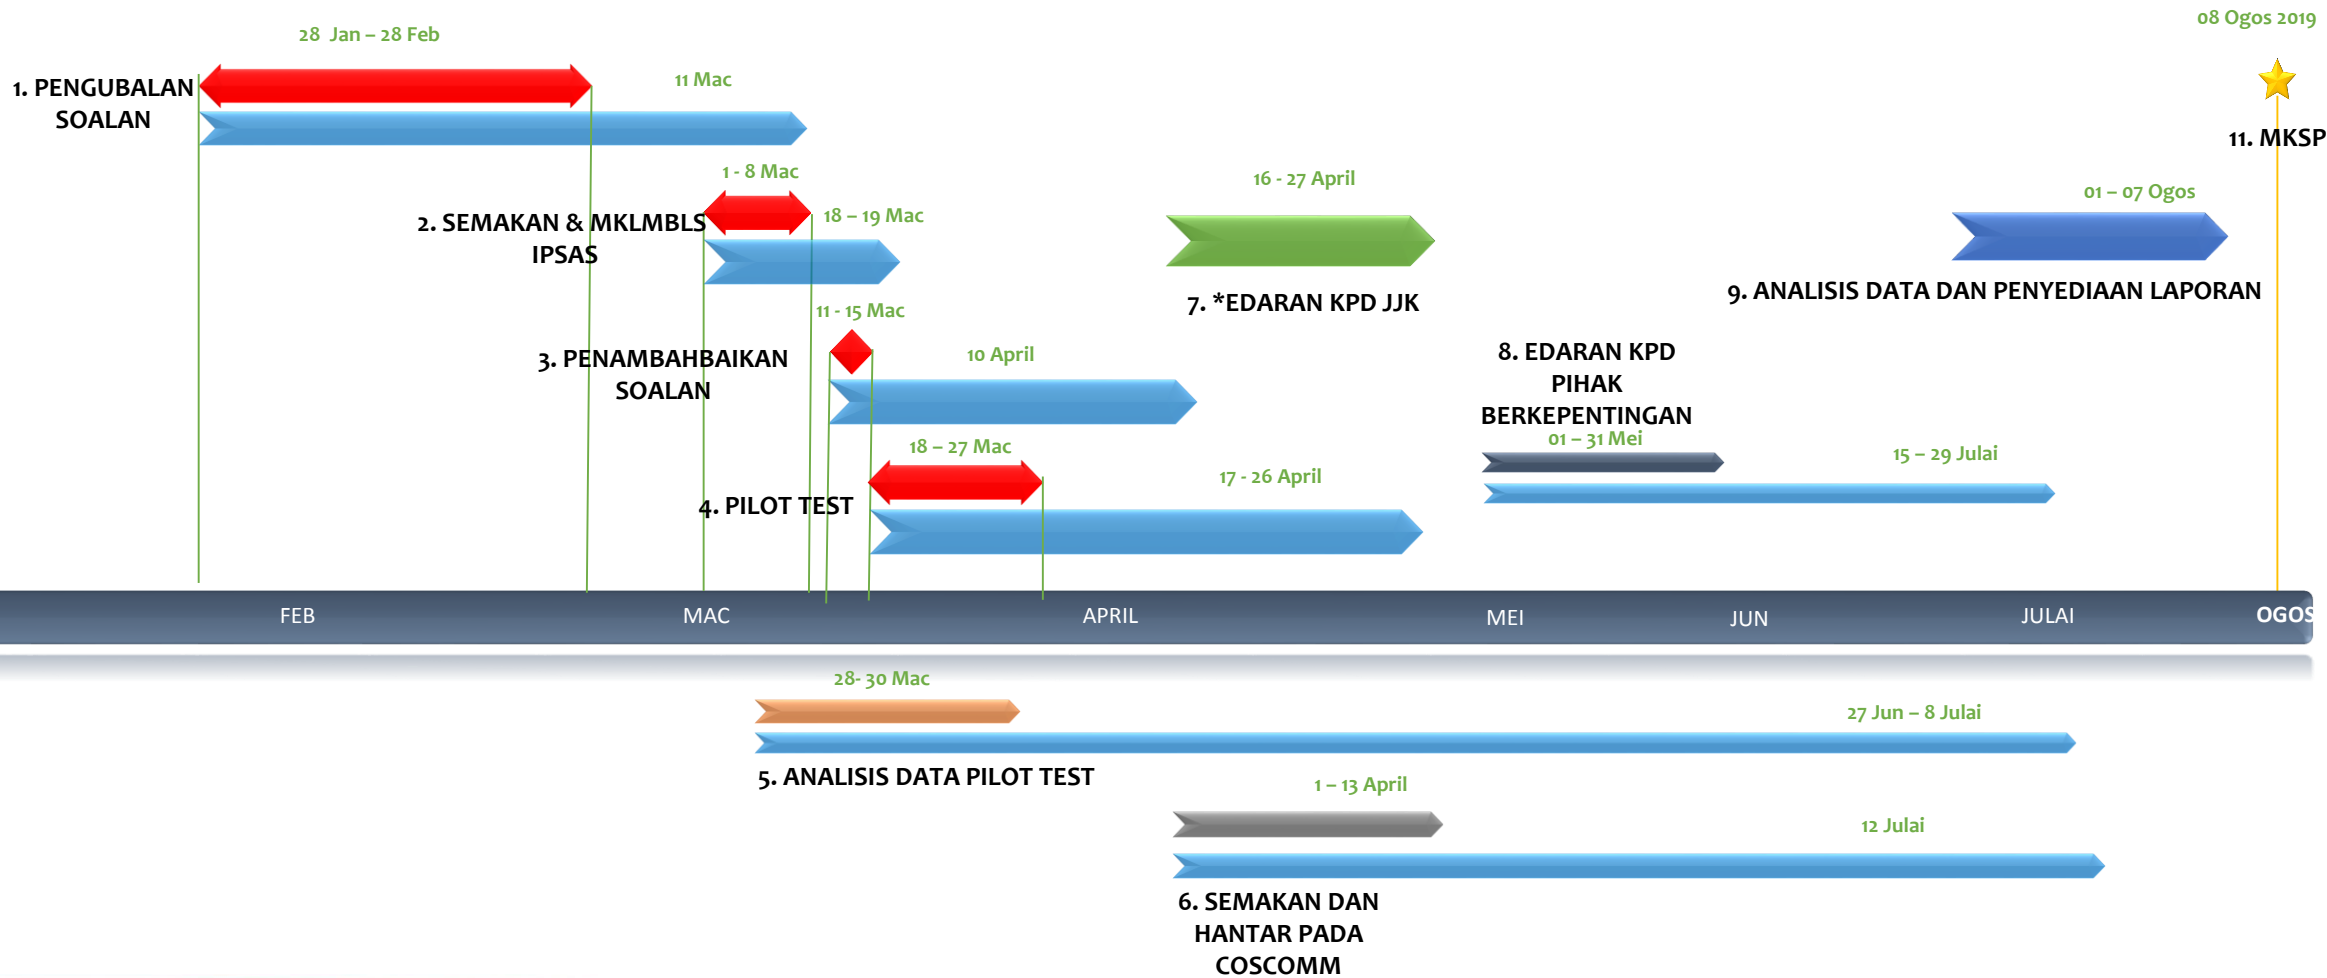 08 Ogos 2019
28 Jan – 28 Feb
1. PENGUBALAN
SOALAN
11 Mac
11. MKSP
1 - 8 Mac
2. SEMAKAN & MKLMBLS
IPSAS
18 – 19 Mac
16 - 27 April
7. *EDARAN KPD JJK
01 – 07 Ogos
9. ANALISIS DATA DAN PENYEDIAAN LAPORAN
11 - 15 Mac
3. PENAMBAHBAIKAN
SOALAN
10 April
8. EDARAN KPD
PIHAK
BERKEPENTINGAN
01 – 31 Mei
15 – 29 Julai
18 – 27 Mac
4. PILOT TEST
17 - 26 April
FEB
MAC
APRIL
MEI
JUN
JULAI
OGOS
28- 30 Mac
27 Jun – 8 Julai
5. ANALISIS DATA PILOT TEST
1 – 13 April
12 Julai
6. SEMAKAN DAN
HANTAR PADA
COSCOMM